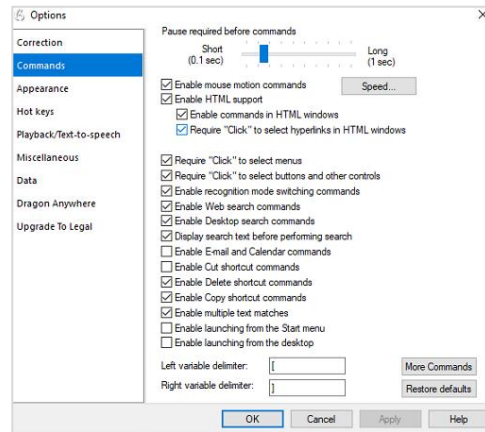 Options
Correction
Commands
Appearance
Hot keys
Playback/Text-to-speech
Miscellaneous
Data
Dragon Anywhere
Upgrade To Legal
Pause required before commands
Short
(0.1 sec)
Long
(1 sec)
Enable mouse motion commands
Speed...
Enable HTML support
Enable commands in HTML windows
Require "Click" to select hyperlinks in HTML windows
Require "Click" to select menus
Require "Click" to select buttons and other controls
Enable recognition mode switching commands
Enable Web search commands
Enable Desktop search commands
Display search text before performing search
Enable E-mail and Calendar commands
Enable Cut shortcut commands
Enable Delete shortcut commands
Enable Copy shortcut commands
Enable multiple text matches
Enable launching from the Start menu
Enable launching from the desktop
Left variable delimiter: [
More Commands
Right variable delimiter: ]
Restore defaults
OK Cancel Apply Help